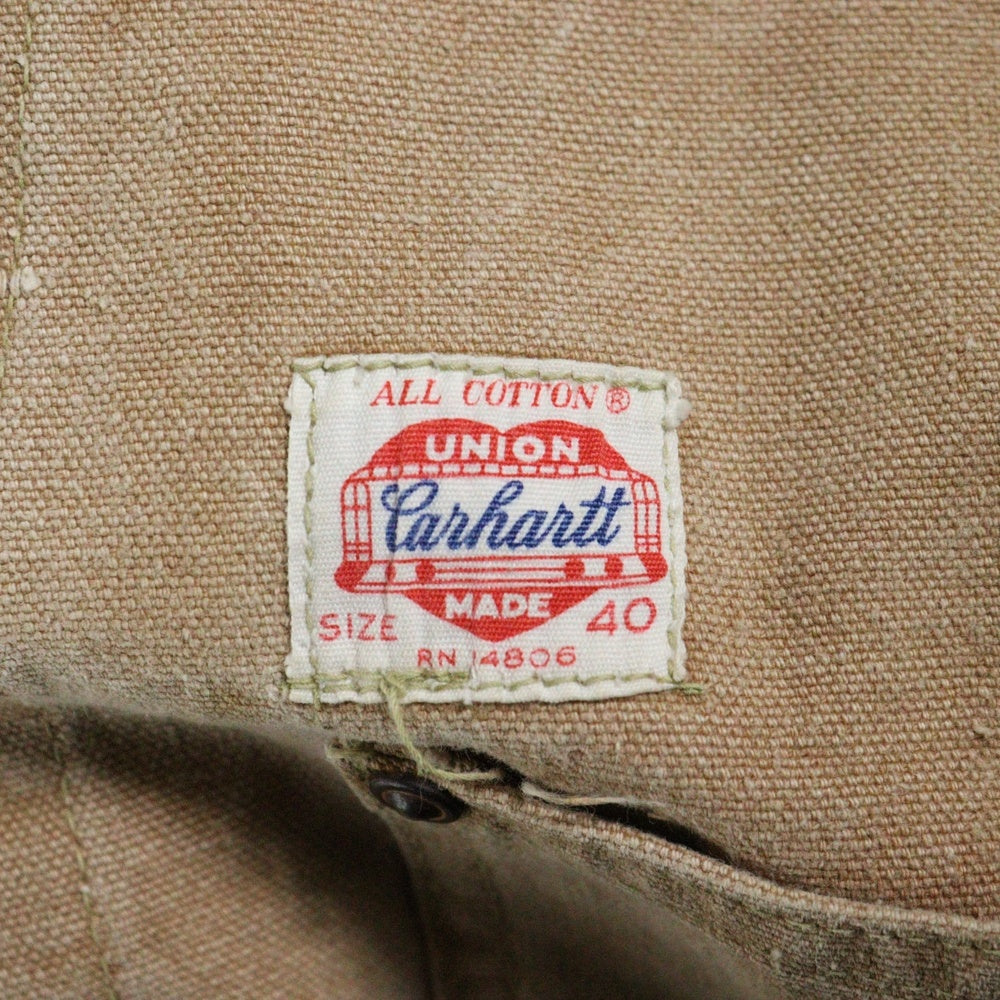 ALL COTTON ®
UNION
Carhartt
MADE
SIZE 40
RN 14806